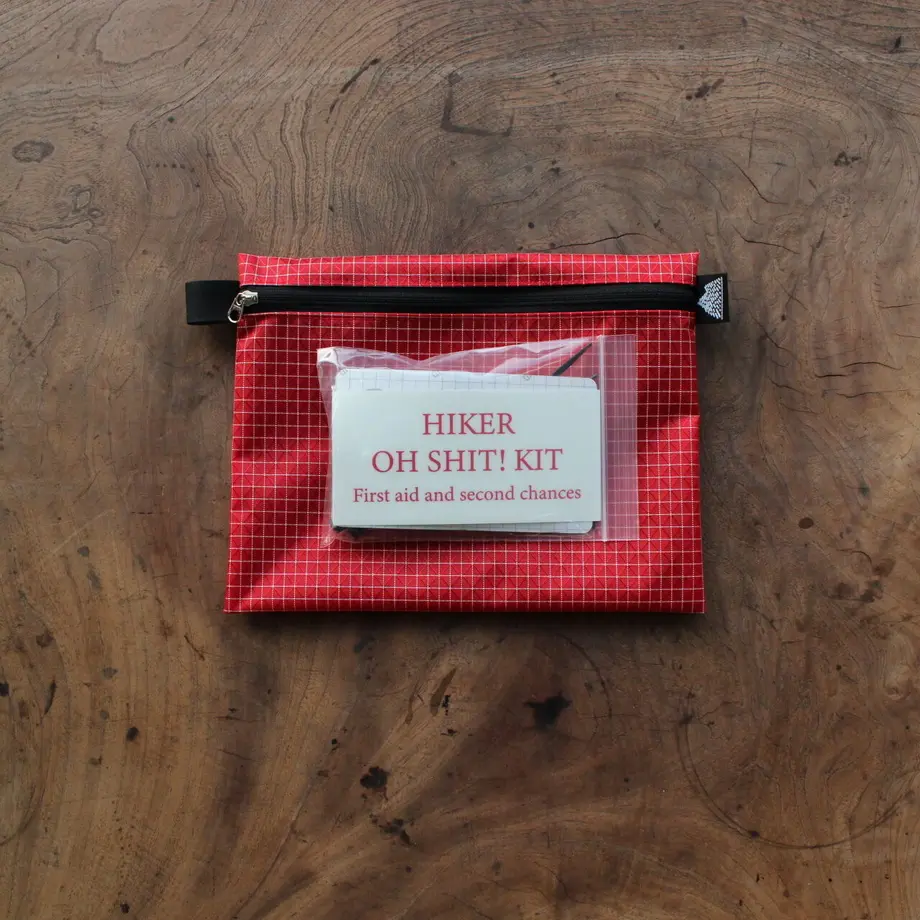 HIKER
OH SHIT! KIT
First aid and second chances